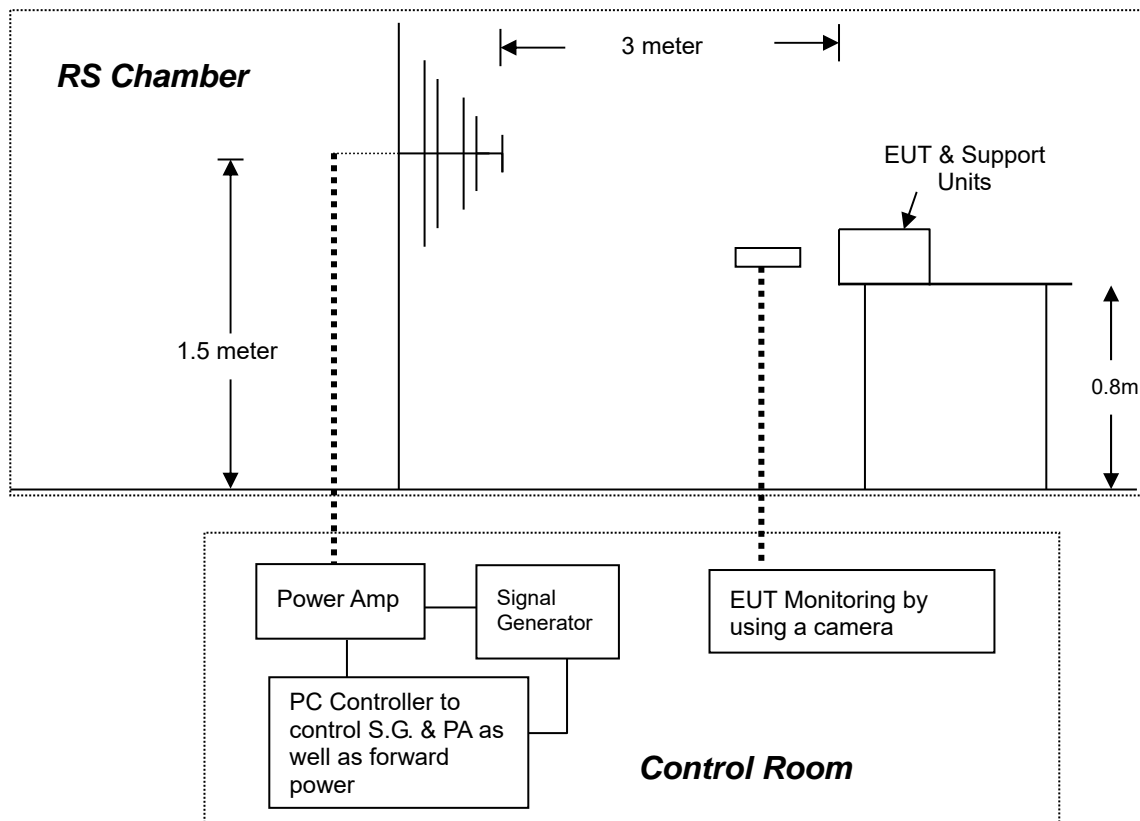 3 meter
RS Chamber
EUT & Support
Units
1.5 meter
0.8m
Power Amp
Signal
Generator
EUT Monitoring by
using a camera
PC Controller to
control S.G. & PA as
well as forward
power
Control Room